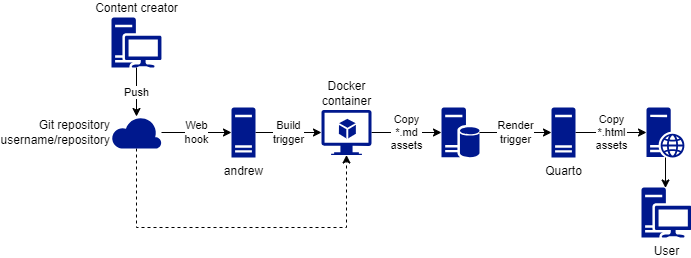 Content creator
Push
Git repository
username/repository
Web
hook
andrew
Build
trigger
Docker
container
Copy
*.md
assets
Render
trigger
Quarto
Copy
*.html
assets
User